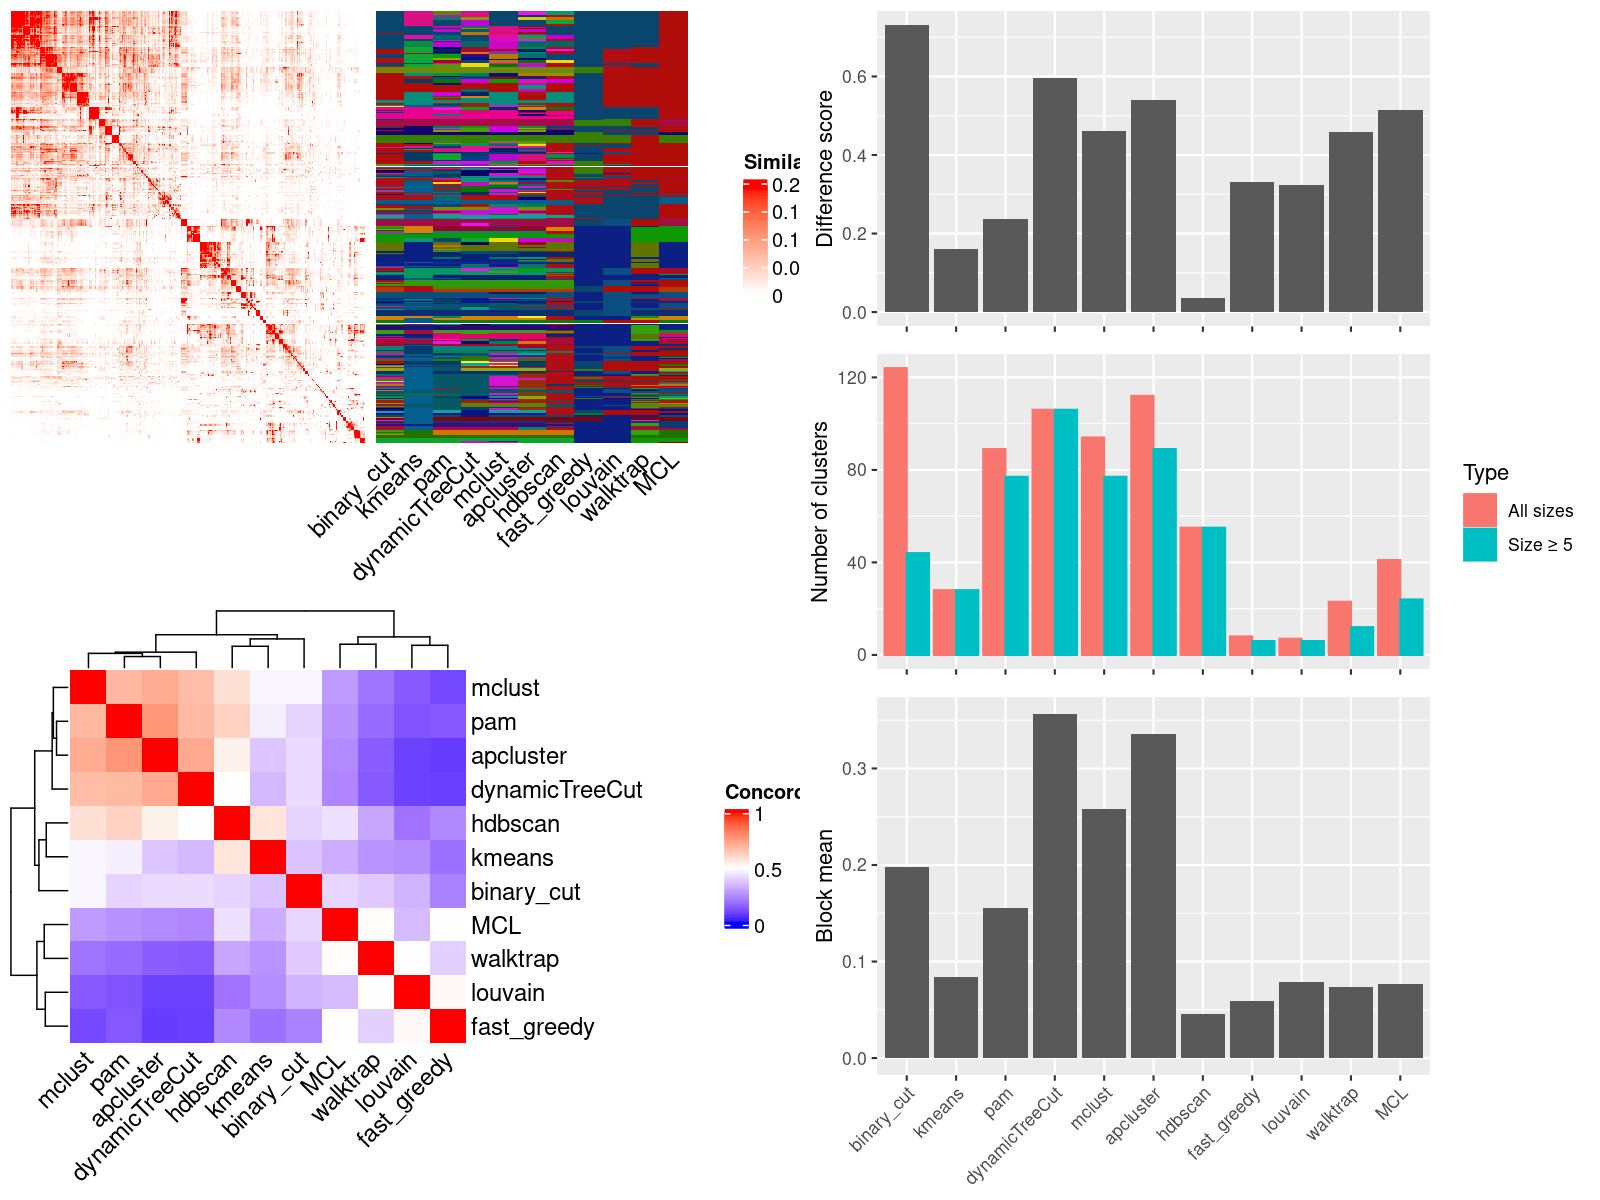 Simila
0.2
0.1
0.1
0.0
0
binary_cut
kmeans
pam
dynamicTreeCut
mclust
apcluster
hdbscan
fast_greedy
louvain
walktrap
MCL
mclust
pam
apcluster
dynamicTreeCut
hdbscan
kmeans
binary_cut
MCL
walktrap
louvain
fast_greedy
mclust
pam
apcluster
dynamicTreeCut
hdbscan
kmeans
binary_cut
MCL
walktrap
louvain
fast_greedy
Concord
1
0.5
0
Difference score
0.6
0.4
0.2
0.0
Number of clusters
120
80
40
0
Type
All sizes
Size ≥ 5
Block mean
0.3
0.2
0.1
0.0
binary_cut
kmeans
pam
dynamicTreeCut
mclust
apcluster
hdbscan
fast_greedy
louvain
walktrap
MCL